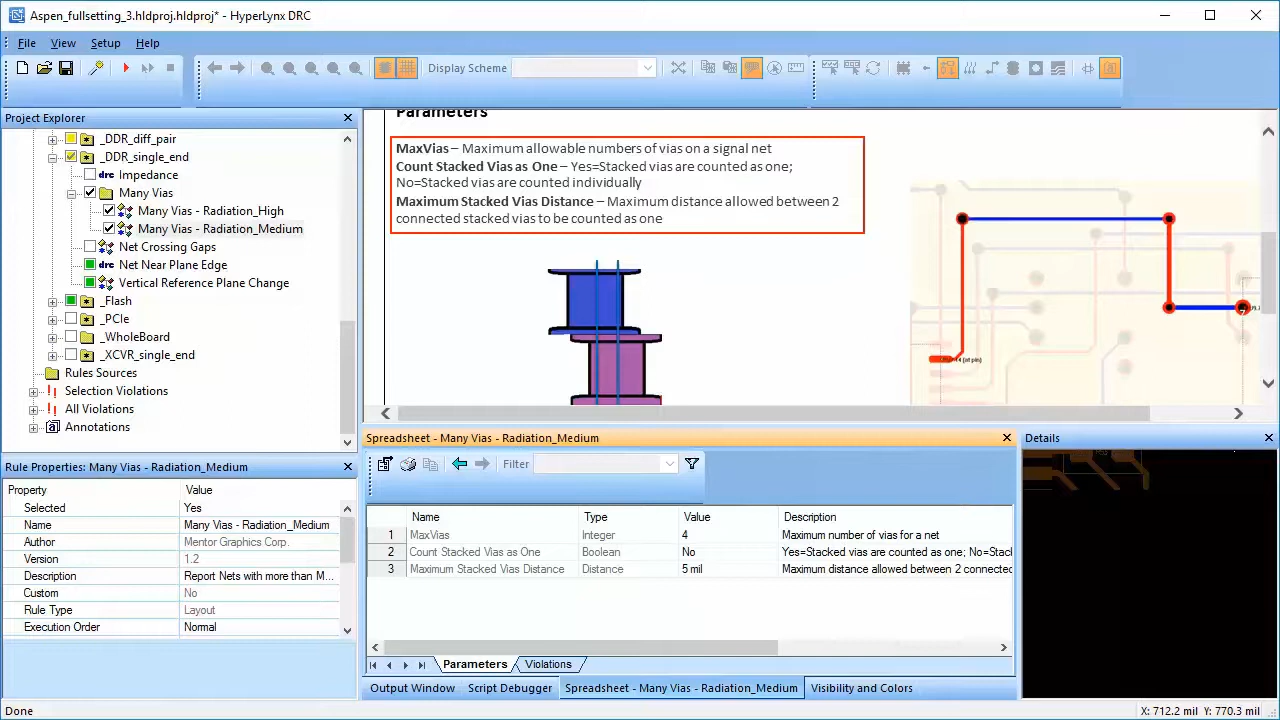 Aspen_fullsetting_3.hldproj.hldproj* - HyperLynx DRC
File View Setup Help
Display Scheme
Project Explorer
_DDR_diff_pair
_DDR_single_end
drc Impedance
Many Vias
Many Vias - Radiation_High
Many Vias - Radiation_Medium
Net Crossing Gaps
drc Net Near Plane Edge
Vertical Reference Plane Change
_Flash
_PCIe
_WholeBoard
_XCVR_single_end
Rules Sources
Selection Violations
All Violations
Annotations
Parameters
MaxVias – Maximum allowable numbers of vias on a signal net
Count Stacked Vias as One – Yes=Stacked vias are counted as one;
No=Stacked vias are counted individually
Maximum Stacked Vias Distance – Maximum distance allowed between 2
connected stacked vias to be counted as one
Rule Properties: Many Vias - Radiation_Medium
Property Value
Selected Yes
Name Many Vias - Radiation_Medium
Author Mentor Graphics Corp.
Version 1.2
Description Report Nets with more than M...
Custom No
Rule Type Layout
Execution Order Normal
Spreadsheet - Many Vias - Radiation_Medium
Filter
Name Type Value Description
1 MaxVias Integer 4 Maximum number of vias for a net
2 Count Stacked Vias as One Boolean No Yes=Stacked vias are counted as one; No=Stac
3 Maximum Stacked Vias Distance Distance 5 mil Maximum distance allowed between 2 connected
Parameters Violations
Output Window Script Debugger Spreadsheet - Many Vias - Radiation_Medium Visibility and Colors
Details
Done
X: 712.2 mil Y: 770.3 mil